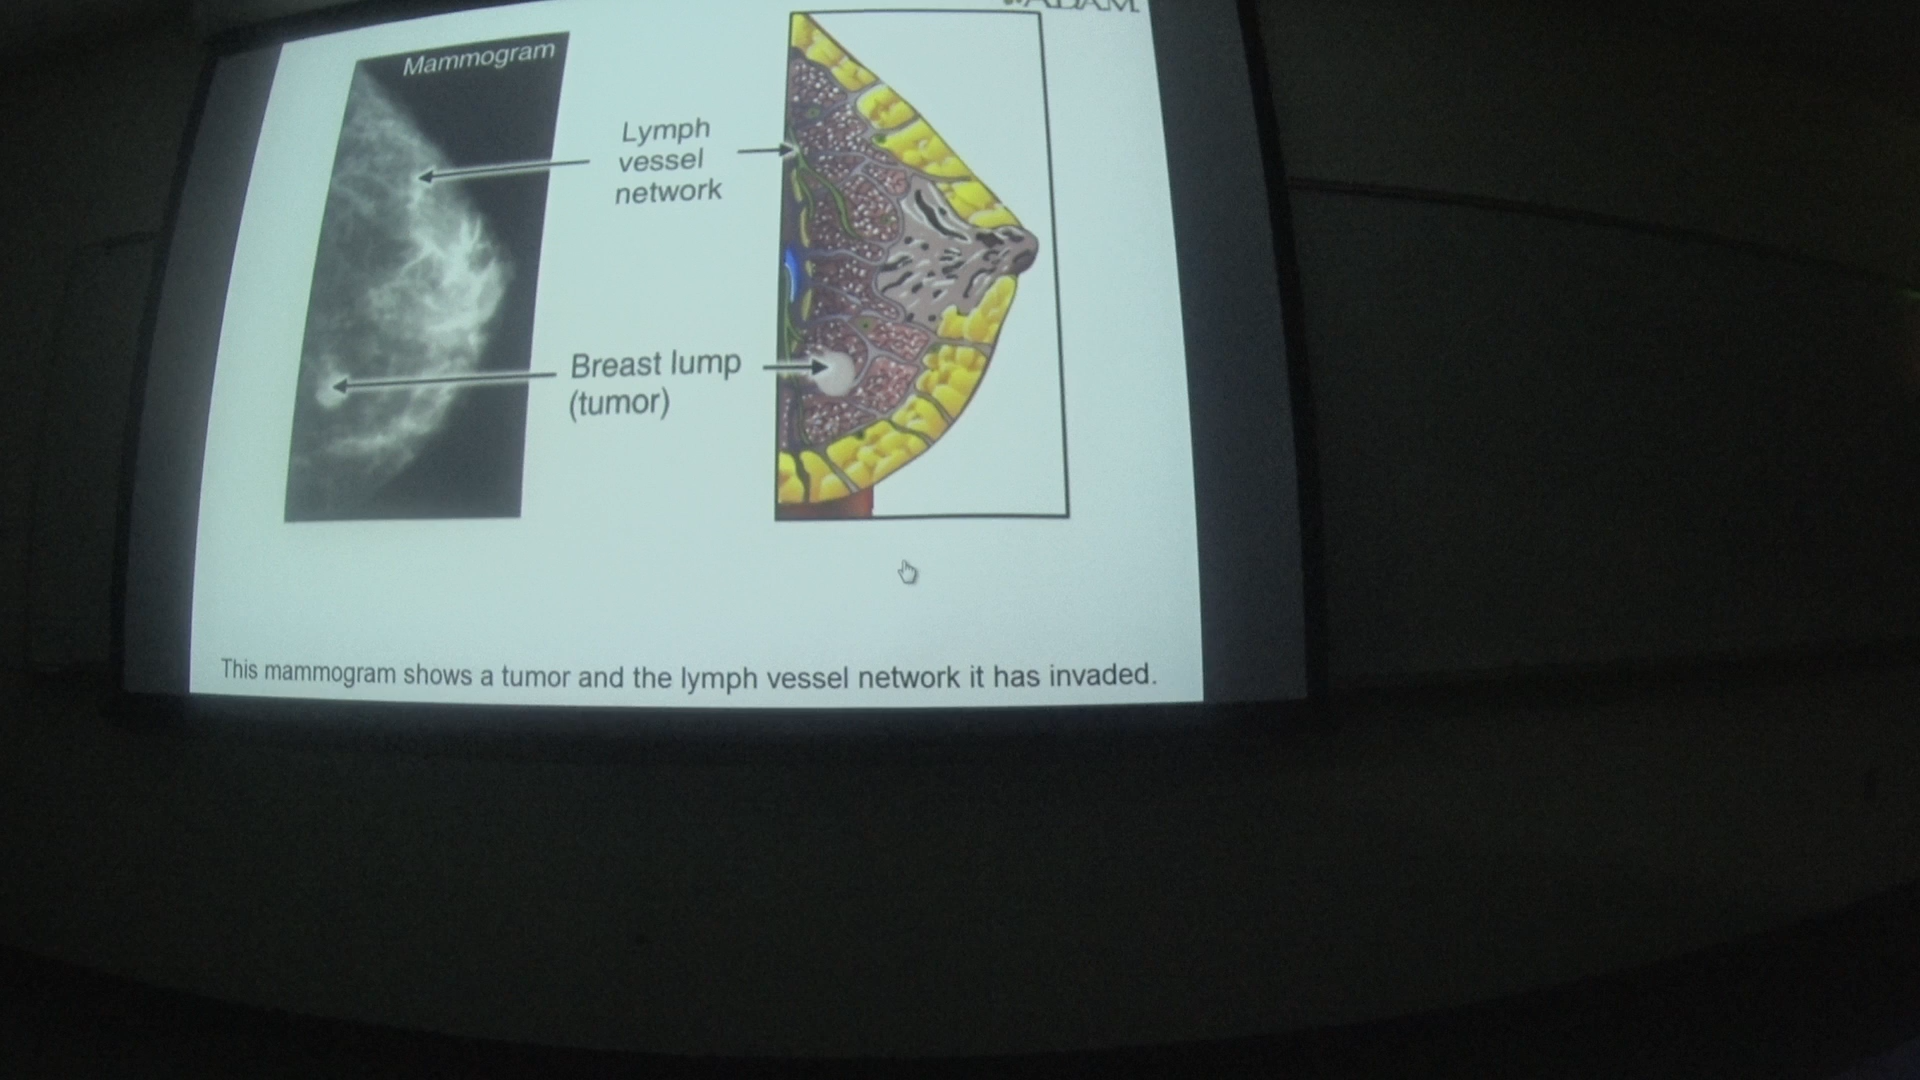 ADAM
Mammogram
Lymph
vessel
network
Breast lump
(tumor)
This mammogram shows a tumor and the lymph vessel network it has invaded.